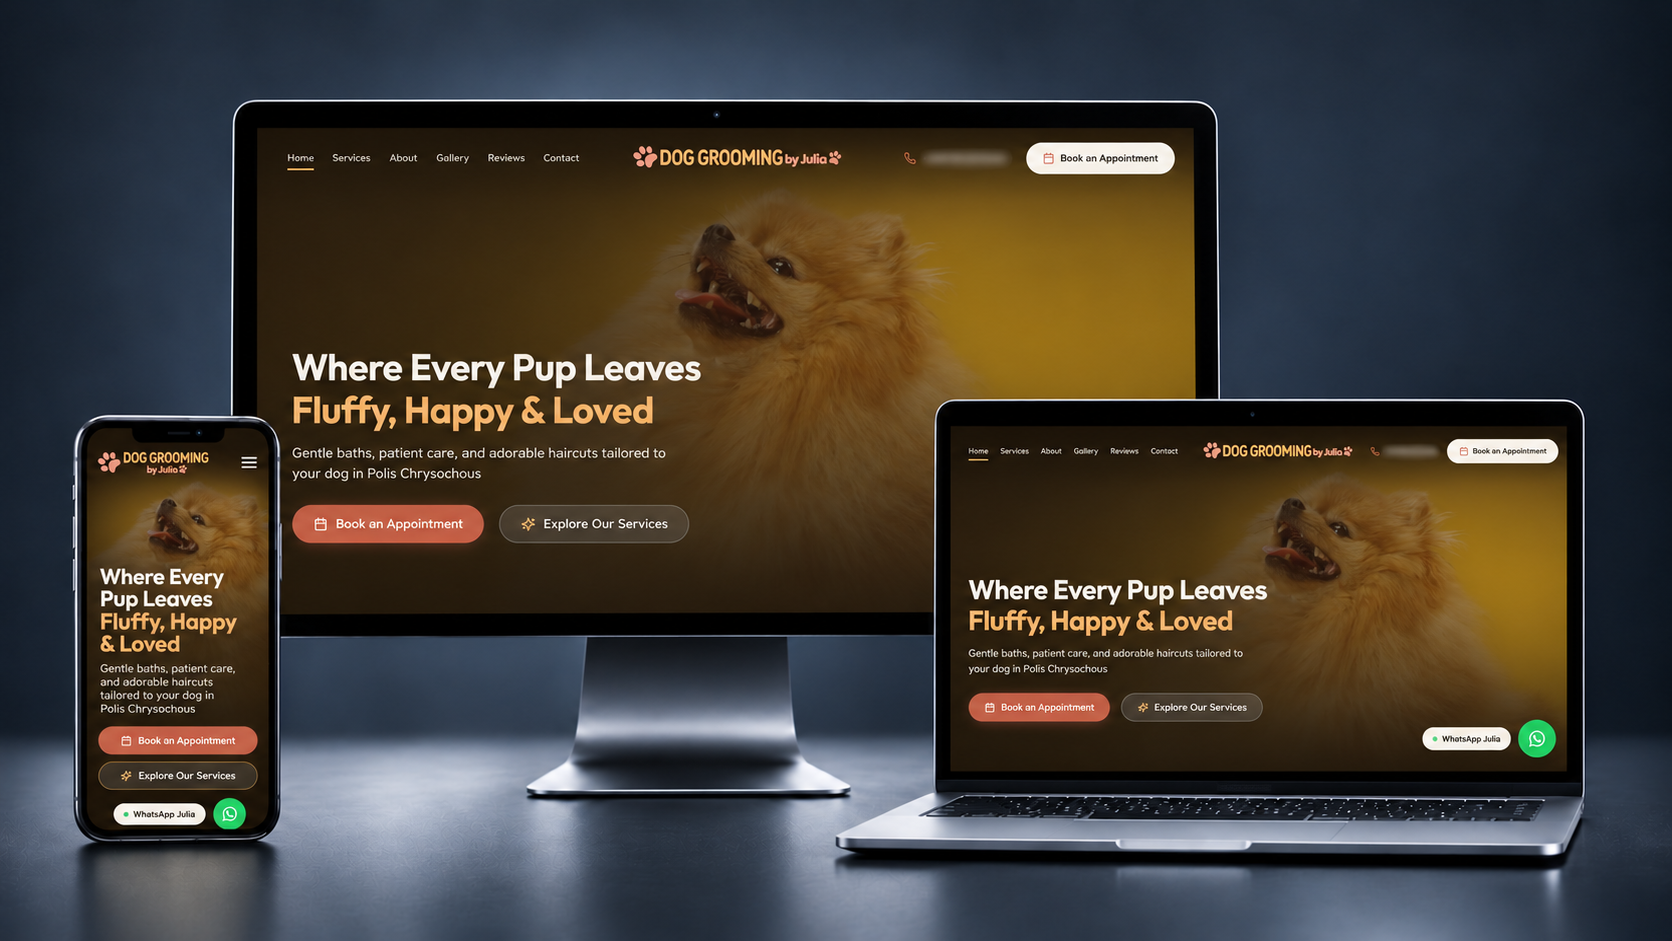 Home Services About Gallery Reviews Contact
DOG GROOMING by Julia
Book an Appointment
Where Every Pup Leaves
Fluffy, Happy & Loved
Gentle baths, patient care, and adorable haircuts tailored to
your dog in Polis Chrysochous
Book an Appointment
Explore Our Services
DOG GROOMING
by Julia
Where Every
Pup Leaves
Fluffy, Happy
& Loved
Gentle baths, patient care,
and adorable haircuts
tailored to your dog in
Polis Chrysochous
Book an Appointment
Explore Our Services
WhatsApp Julia
Home Services About Gallery Reviews Contact
DOG GROOMING by Julia
Book an Appointment
Where Every Pup Leaves
Fluffy, Happy & Loved
Gentle baths, patient care, and adorable haircuts tailored to
your dog in Polis Chrysochous
Book an Appointment
Explore Our Services
WhatsApp Julia